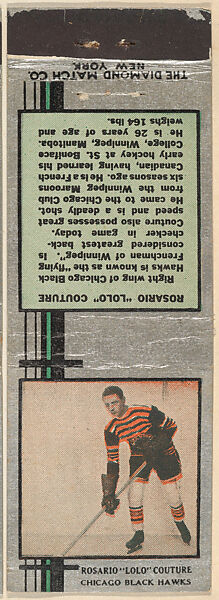 ROSARIO "LOLO" COUTURE
Right wing of Chicago Black
Hawks is known as the "flying
Frenchman of Winnipeg". Is
considered greatest back-
checker in game today.
Couture also possesses great
speed and is a deadly shot.
He came to the Chicago Club
from the Winnipeg Maroons
six seasons ago. He is a French
Canadian, having learned his
early hockey at St. Boniface
College, Winnipeg, Manitoba.
He is 26 years of age and
weighs 164 lbs.
THE DIAMOND MATCH CO.
NEW YORK
ROSARIO "LOLO" COUTURE
CHICAGO BLACK HAWKS